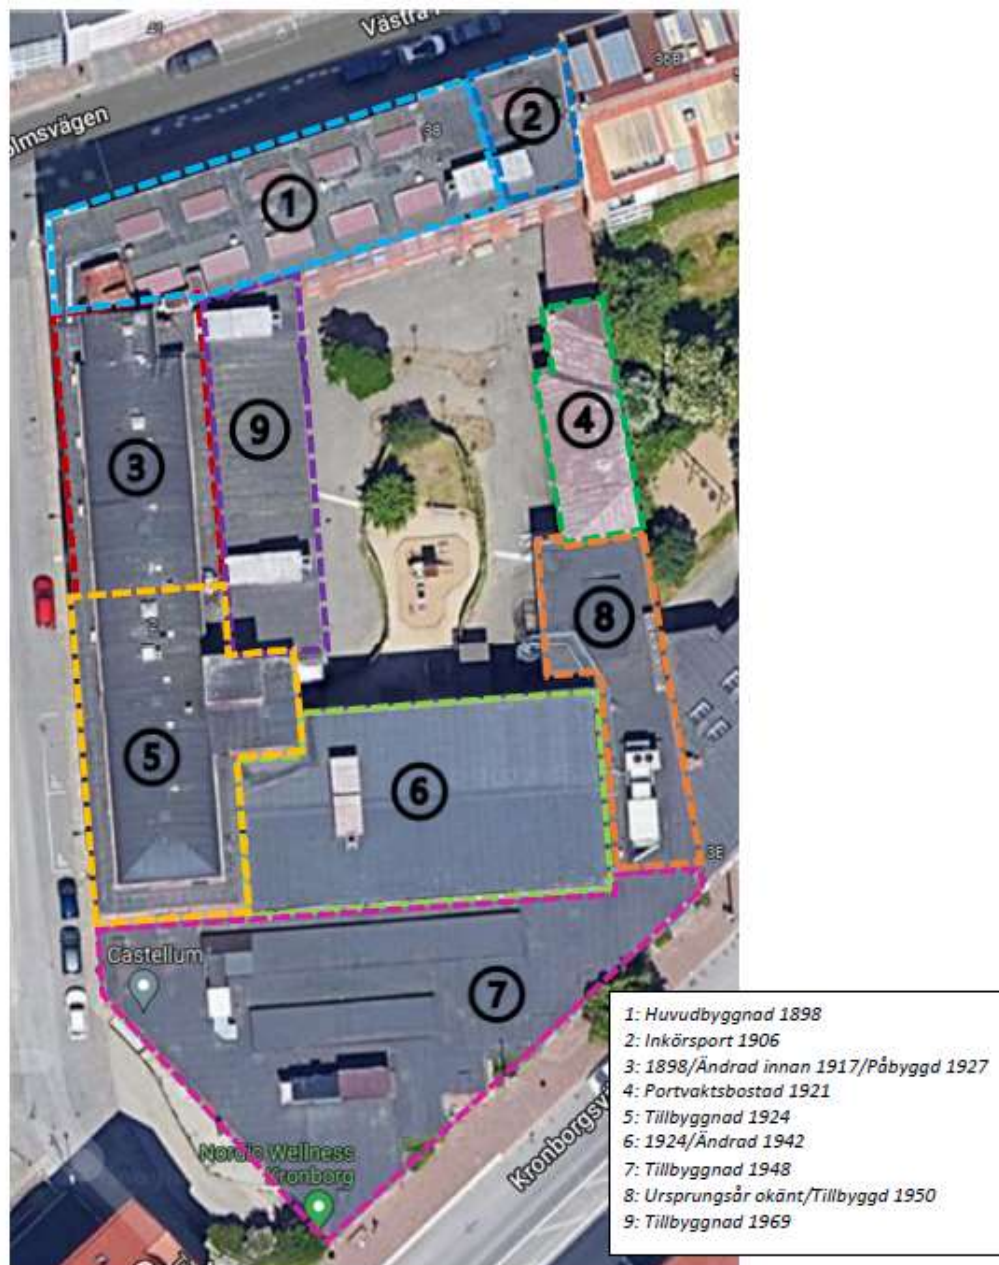 Västra
olmsvägen
36B
38
2
1
4
9
3
8
5
6
3E
Castellum
7
Nordic Wellness
Kronborg
Kronborgsvä
1: Huvudbyggnad 1898
2: Inkörsport 1906
3: 1898/Ändrad innan 1917/Påbyggd 1927
4: Portvaktsbostad 1921
5: Tillbyggnad 1924
6: 1924/Ändrad 1942
7: Tillbyggnad 1948
8: Ursprungsår okänt/Tillbyggd 1950
9: Tillbyggnad 1969